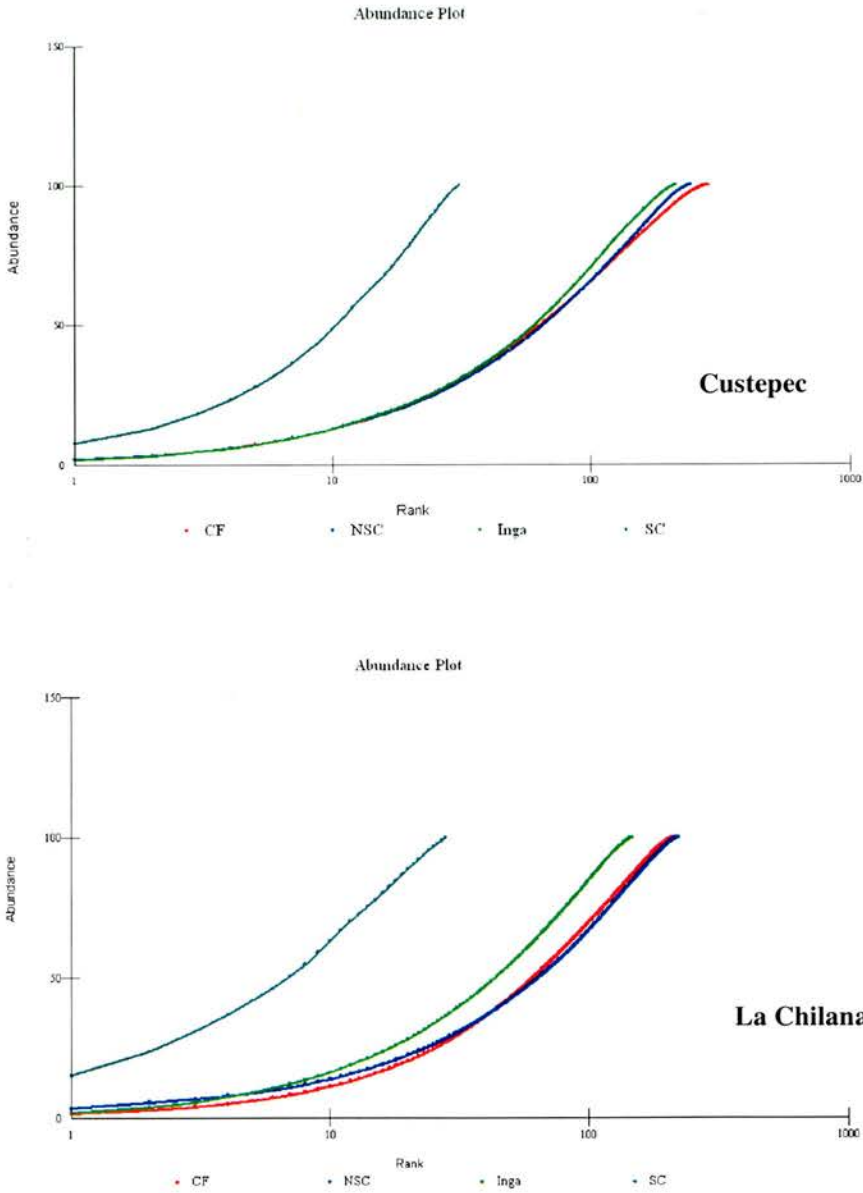 Abundance Plot
150
100
50
0
Abundance
1 10 100 1000
Rank
Custepec
CF NSC Inga SC
Abundance Plot
150
100
50
0
Abundance
1 10 100 1000
Rank
La Chilana
CF NSC Inga SC